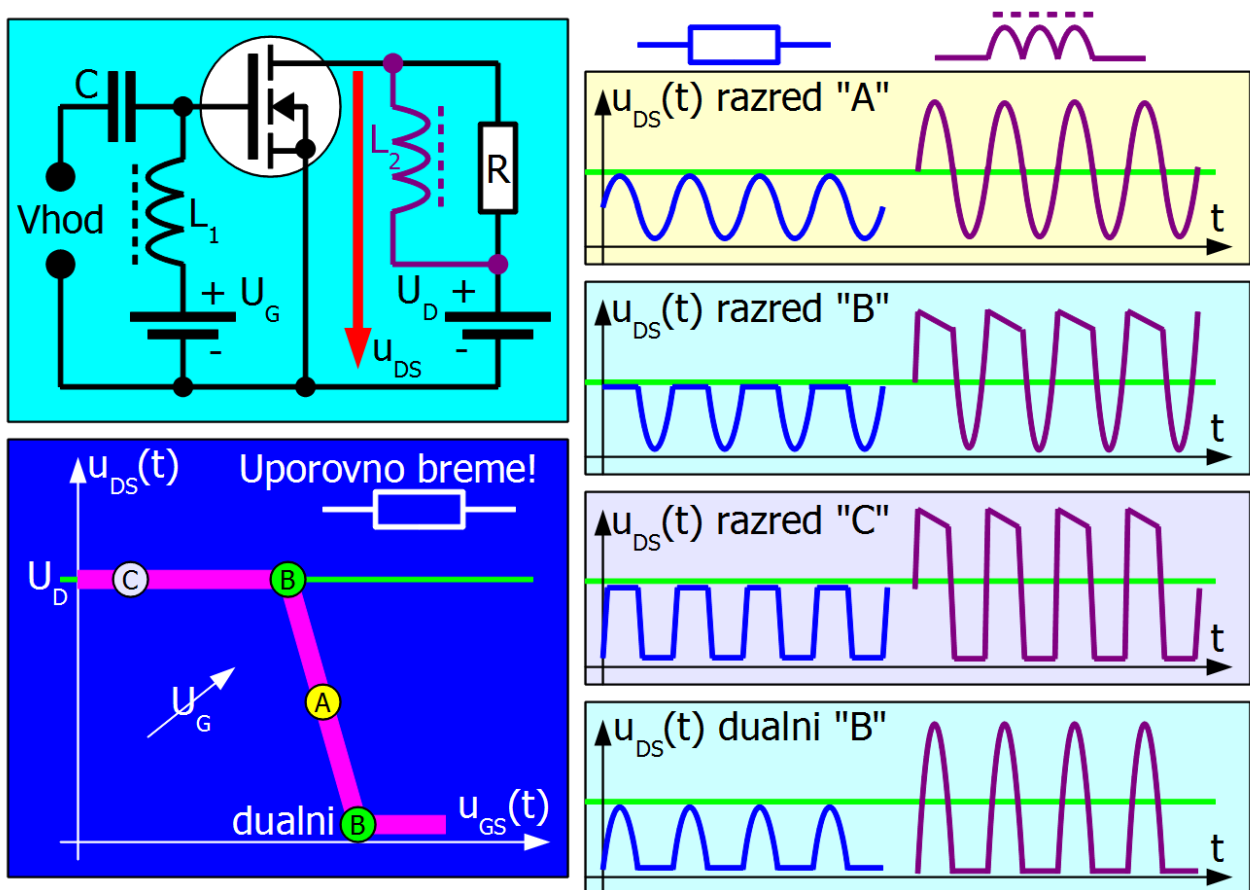 C
Vhod
L1
+ UG
-
L2
R
UD +
-
uDS
uDS(t) razred "A"
t
uDS(t) razred "B"
t
uDS(t) razred "C"
t
uDS(t) dualni "B"
t
uDS(t)
Uporovno breme!
UD
C
B
A
UG
dualni
B
uGS(t)